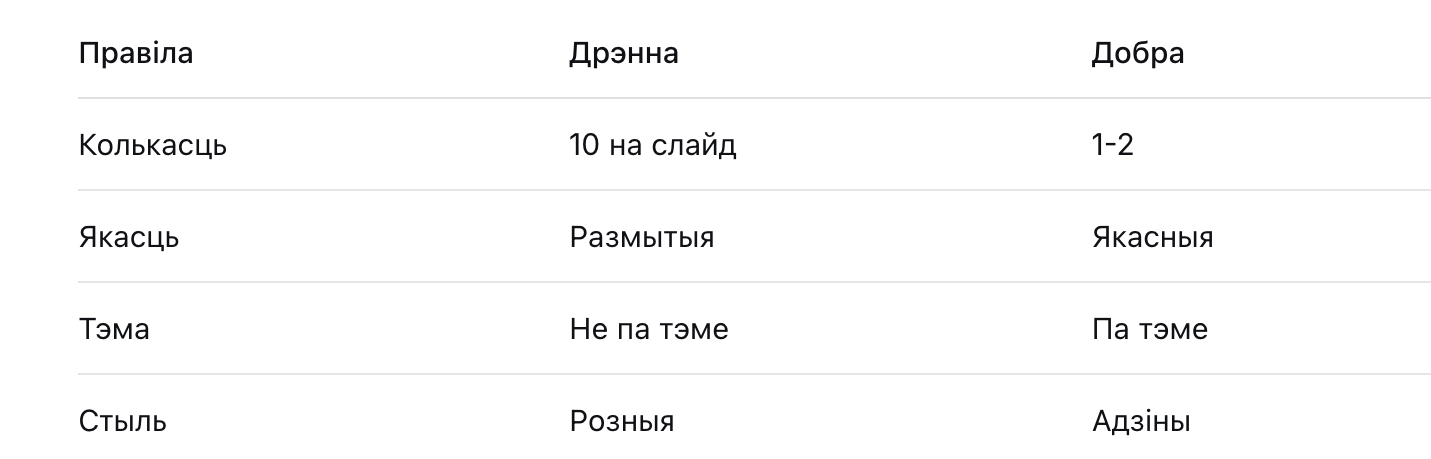 Правіла Дрэнна Добра
Колькасць 10 на слайд 1-2
Якасць Размытыя Якасныя
Тэма Не па тэме Па тэме
Стыль Розныя Адзіны